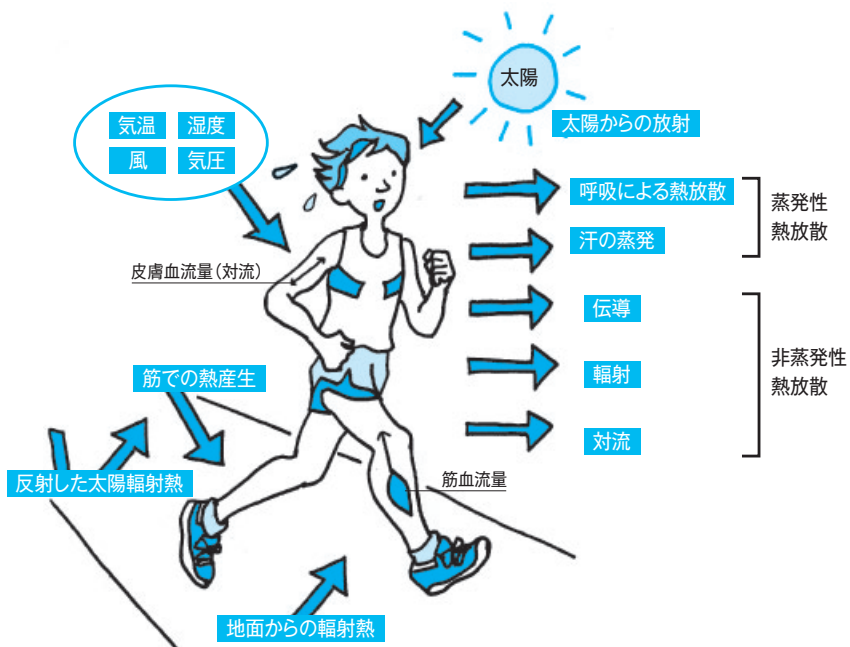 太陽
太陽からの放射
気温 湿度
風 気圧
呼吸による熱放散
汗の蒸発
蒸発性
熱放散
皮膚血流量(対流)
伝導
輻射
対流
非蒸発性
熱放散
筋での熱産生
反射した太陽輻射熱
筋血流量
地面からの輻射熱